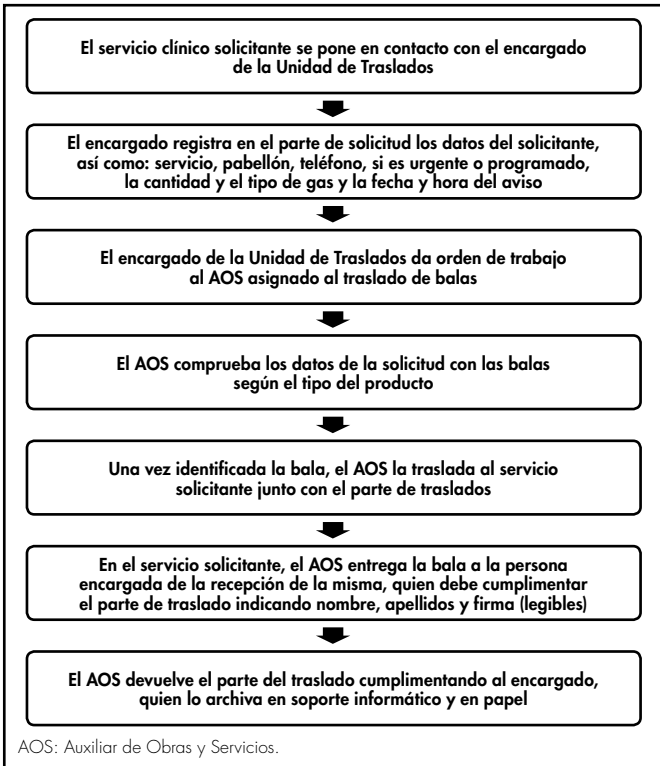 El servicio clínico solicitante se pone en contacto con el encargado
de la Unidad de Traslados
El encargado registra en el parte de solicitud los datos del solicitante,
así como: servicio, pabellón, teléfono, si es urgente o programado,
la cantidad y el tipo de gas y la fecha y hora del aviso
El encargado de la Unidad de Traslados da orden de trabajo
al AOS asignado al traslado de balas
El AOS comprueba los datos de la solicitud con las balas
según el tipo del producto
Una vez identificada la bala, el AOS la traslada al servicio
solicitante junto con el parte de traslados
En el servicio solicitante, el AOS entrega la bala a la persona
encargada de la recepción de la misma, quien debe cumplimentar
el parte de traslado indicando nombre, apellidos y firma (legibles)
El AOS devuelve el parte del traslado cumplimentando al encargado,
quien lo archiva en soporte informático y en papel
AOS: Auxiliar de Obras y Servicios.